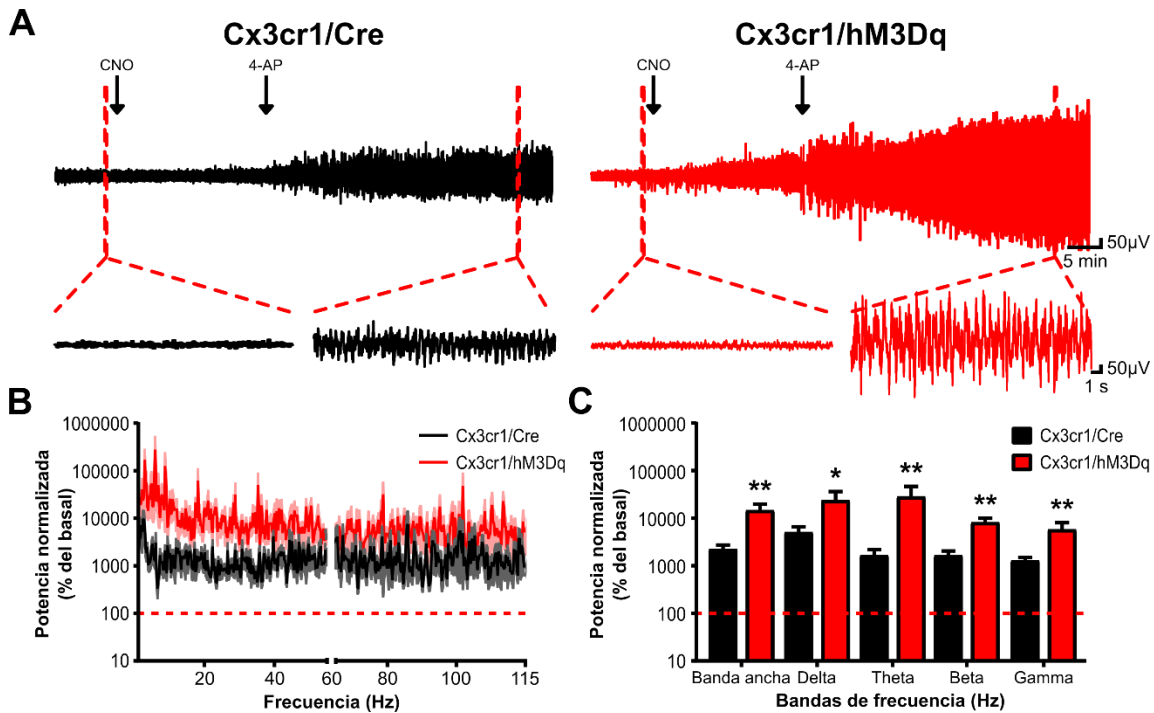 A
Cx3cr1/Cre
Cx3cr1/hM3Dq
CNO
4-AP
CNO
4-AP
50µV
5 min
50µV
1 s
B
Potencia normalizada
(% del basal)
1000000
100000
10000
1000
100
10
Cx3cr1/Cre
Cx3cr1/hM3Dq
20
40
60
80
100
115
Frecuencia (Hz)
C
Potencia normalizada
(% del basal)
1000000
100000
10000
1000
100
10
Cx3cr1/Cre
Cx3cr1/hM3Dq
**
*
**
**
**
Banda ancha
Delta
Theta
Beta
Gamma
Bandas de frecuencia (Hz)